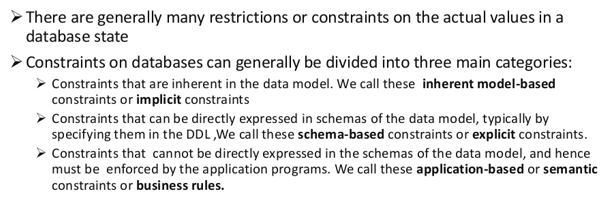 ➢ There are generally many restrictions or constraints on the actual values in a
database state
➢ Constraints on databases can generally be divided into three main categories:
➢ Constraints that are inherent in the data model. We call these inherent model-based
constraints or implicit constraints
➢ Constraints that can be directly expressed in schemas of the data model, typically by
specifying them in the DDL ,We call these schema-based constraints or explicit constraints.
➢ Constraints that cannot be directly expressed in the schemas of the data model, and hence
must be enforced by the application programs. We call these application-based or semantic
constraints or business rules.